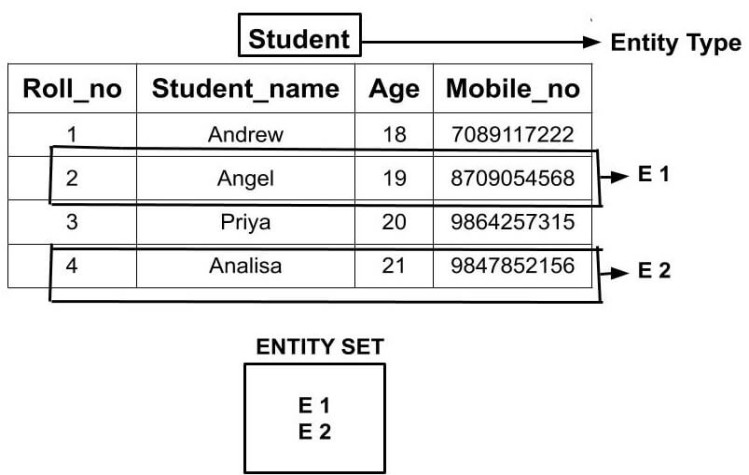 Student Entity Type
Roll_no Student_name Age Mobile_no
1 Andrew 18 7089117222
2 Angel 19 8709054568 E 1
3 Priya 20 9864257315
4 Analisa 21 9847852156 E 2
ENTITY SET
E 1
E 2